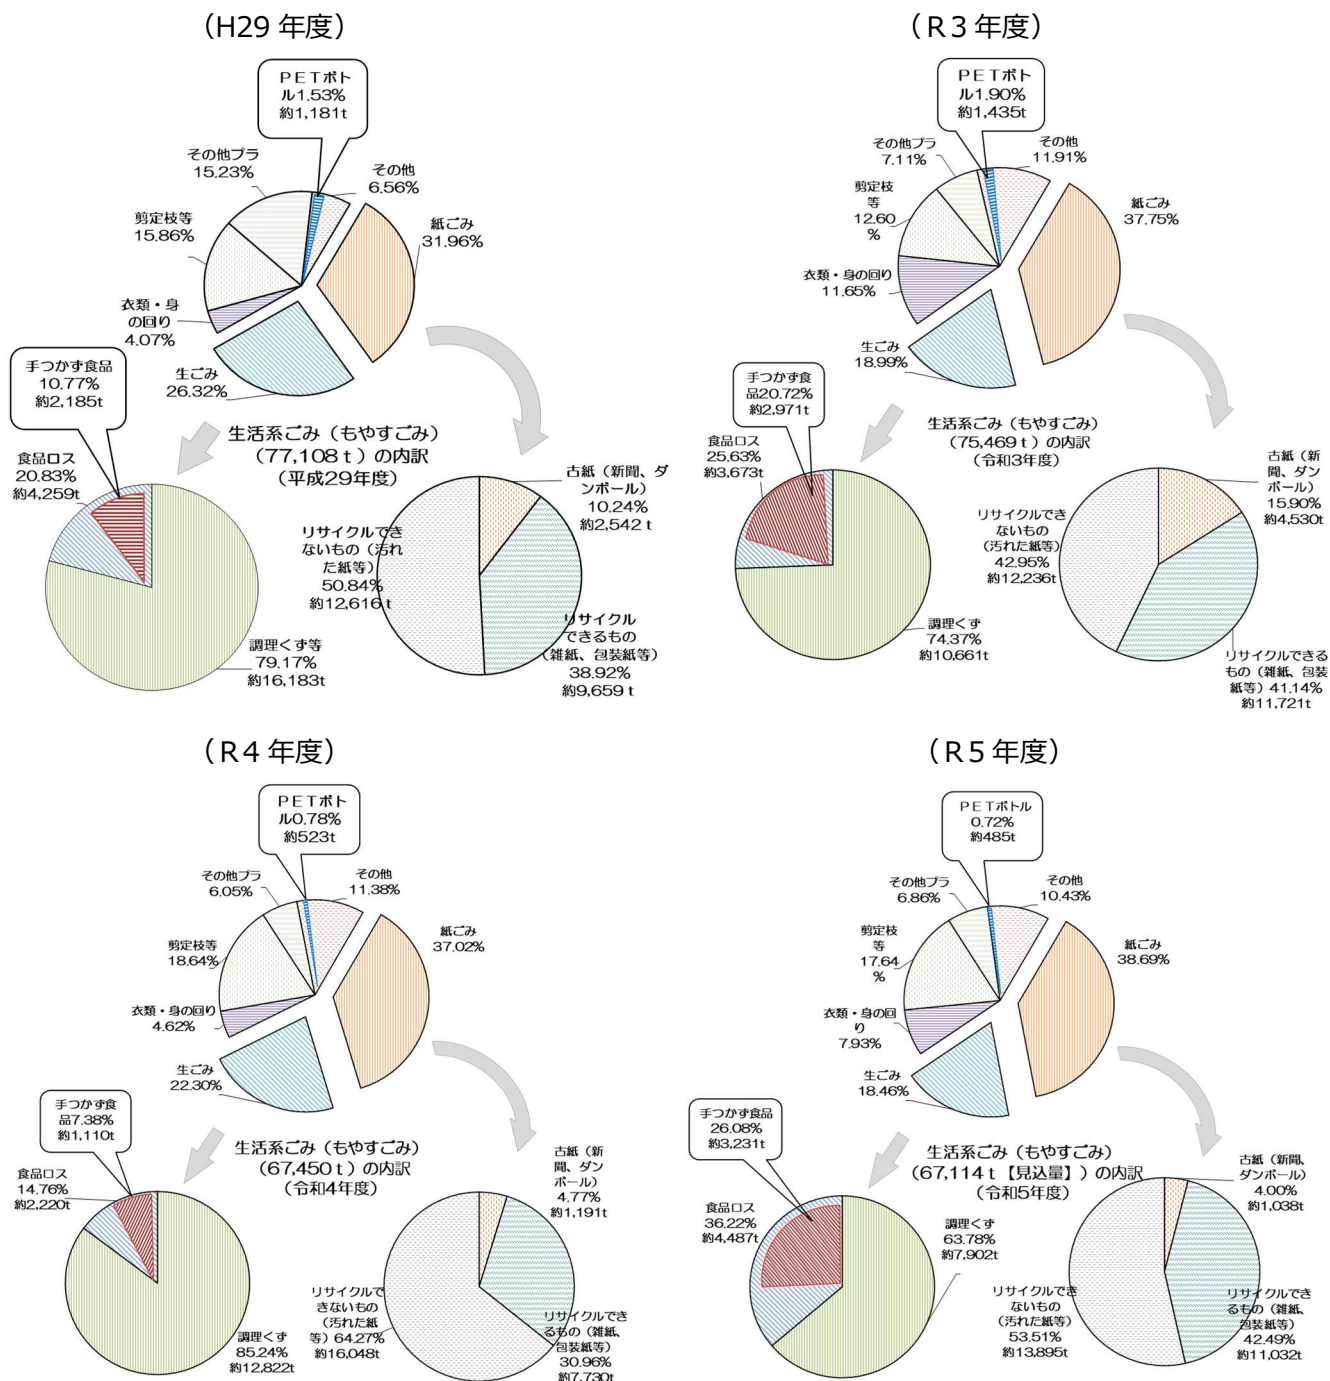 （H29 年度）
ＰＥＴボト
ル1.53%
約1,181t
その他プラ
15.23%
その他
6.56%
剪定枝等
15.86%
紙ごみ
31.96%
衣類・身
の回り
4.07%
生ごみ
26.32%
手つかず食品
10.77%
約2,185t
生活系ごみ（もやすごみ）
（77,108ｔ）の内訳
（平成29年度）
食品ロス
20.83%
約4,259t
調理くず等
79.17%
約16,183t
古紙（新聞、ダ
ンボール）
10.24%
約2,542ｔ
リサイクルでき
ないもの（汚れ
た紙等）
50.84%
約12,616ｔ
リサイクル
できるもの
（雑紙、包装紙等）
38.92%
約9,659ｔ
（Ｒ３年度）
ＰＥＴボト
ル1.90%
約1,435t
その他プラ
7.11%
その他
11.91%
剪定枝
等
12.60
%
紙ごみ
37.75%
衣類・身の回り
11.65%
生ごみ
18.99%
手つかず食
品20.72%
約2,971t
生活系ごみ（もやすごみ）
（75,469ｔ）の内訳
（令和3年度）
食品ロス
25.63%
約3,673t
調理くず
74.37%
約10,661t
古紙（新
聞、ダン
ボール）
15.90%
約4,530t
リサイクルできな
いもの
（汚れた紙等）
42.95%
約12,236t
リサイクルできる
もの（雑紙、包装
紙等）41.14%
約11,721t
（Ｒ４年度）
ＰＥＴボト
ル0.78%
約523t
その他プラ
6.05%
その他
11.38%
剪定枝等
18.64%
紙ごみ
37.02%
衣類・身の回り
4.62%
生ごみ
22.30%
手つかず食
品7.38%
約1,110t
生活系ごみ（もやすごみ）
（67,450ｔ）の内訳
（令和4年度）
食品ロス
14.76%
約2,220t
調理くず
85.24%
約12,822t
古紙（新
聞、ダン
ボール）
4.77%
約1,191t
リサイクルで
きないもの
（汚れた紙
等）64.27%
約16,048t
リサイクルでき
るもの（雑紙、
包装紙等）
30.96%
約7,730t
（Ｒ５年度）
ＰＥＴボトル
0.72%
約485t
その他プラ
6.86%
その他
10.43%
剪定枝
等
17.64
%
紙ごみ
38.69%
衣類・身の回
り
7.93%
生ごみ
18.46%
手つかず食品
26.08%
約3,231t
生活系ごみ（もやすごみ）
（67,114ｔ【見込量】）の内訳
（令和5年度）
食品ロス
36.22%
約4,487t
調理くず
63.78%
約7,902t
古紙（新聞、
ダンボール）
4.00%
約1,038t
リサイクルでき
ないもの
（汚れた紙等）
53.51%
約13,895t
リサイクルでき
るもの（雑紙、
包装紙等）
42.49%
約11,032t